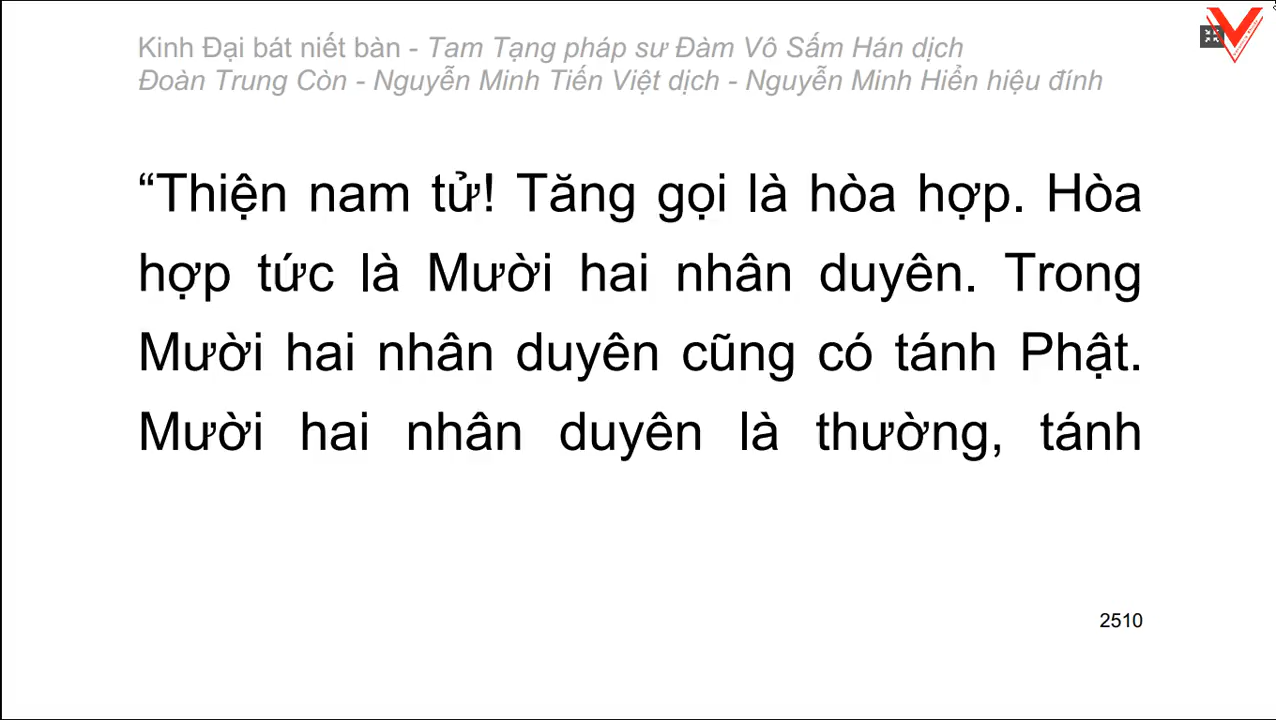 Kinh Đại bát niết bàn - Tam Tạng pháp sư Đàm Vô Sấm Hán dịch
Đoàn Trung Còn - Nguyễn Minh Tiến Việt dịch - Nguyễn Minh Hiển hiệu đính
“Thiện nam tử! Tăng gọi là hòa hợp. Hòa
hợp tức là Mười hai nhân duyên. Trong
Mười hai nhân duyên cũng có tánh Phật.
Mười hai nhân duyên là thường, tánh
2510